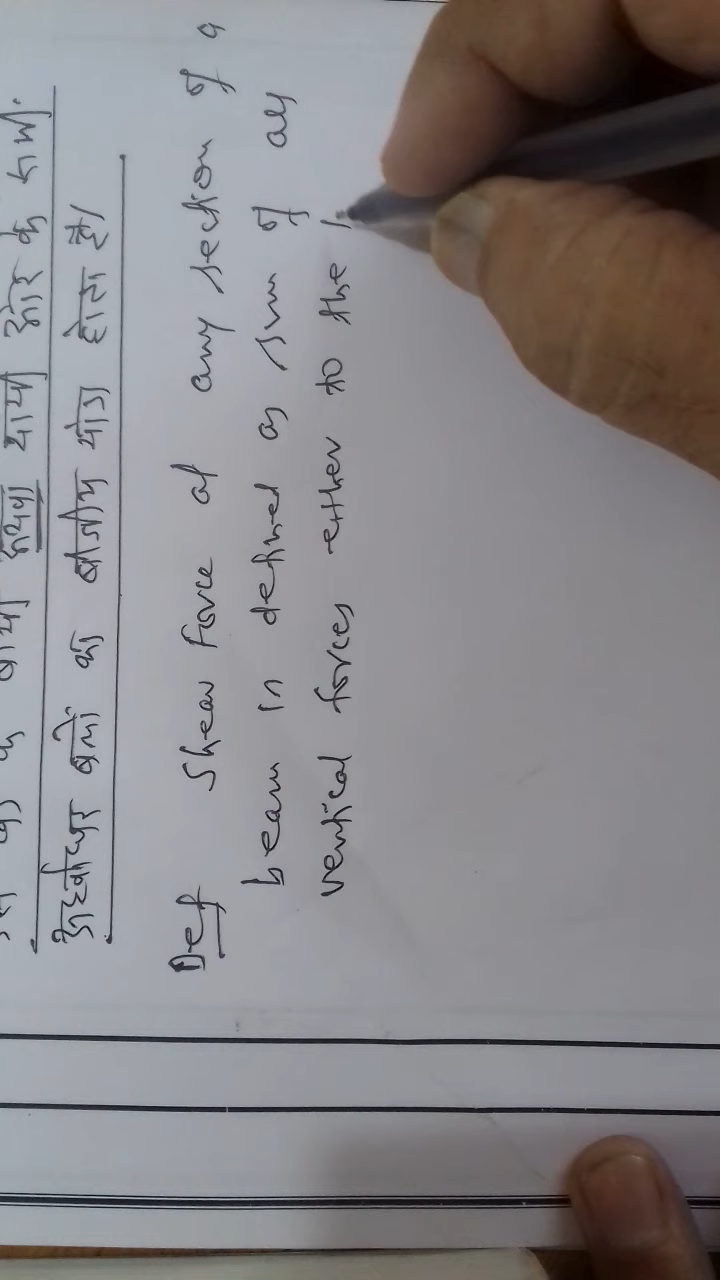 अथवा दायी ओर के कार्य.
ऊर्ध्वाधर बलों का बीजीय योग होता है।
Def Shear Force at any section of a
beam is defined as sum of all
vertical forces either to the